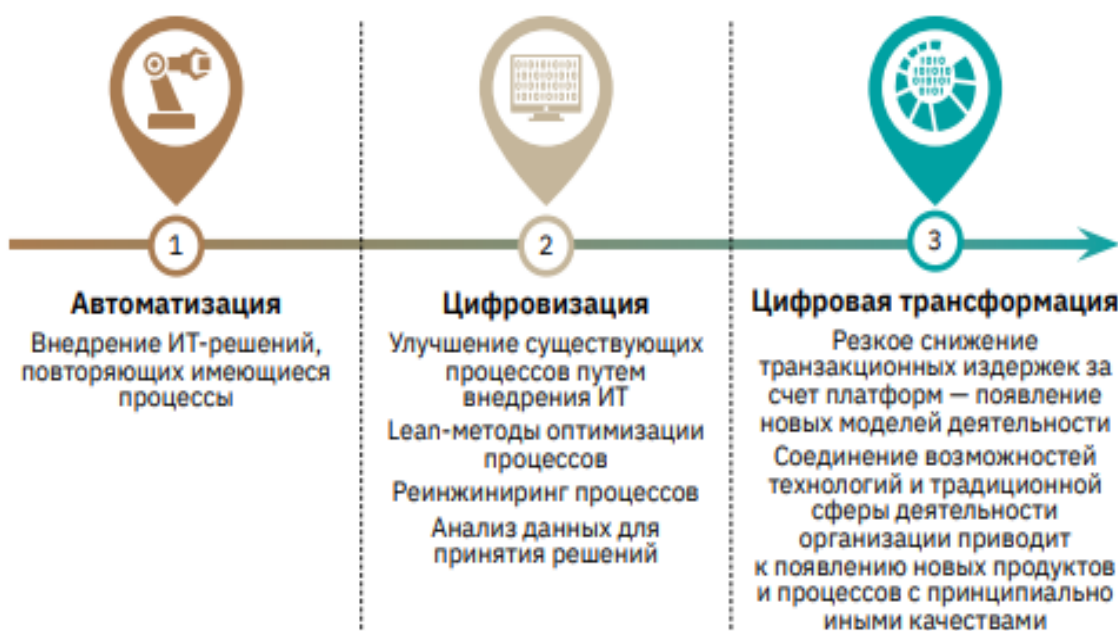 1
Автоматизация
Внедрение ИТ-решений,
повторяющих имеющиеся
процессы
2
Цифровизация
Улучшение существующих
процессов путем
внедрения ИТ
Lean-методы оптимизации
процессов
Реинжиниринг процессов
Анализ данных для
принятия решений
3
Цифровая трансформация
Резкое снижение
транзакционных издержек за
счет платформ — появление
новых моделей деятельности
Соединение возможностей
технологий и традиционной
сферы деятельности
организации приводит
к появлению новых продуктов
и процессов с принципиально
иными качествами